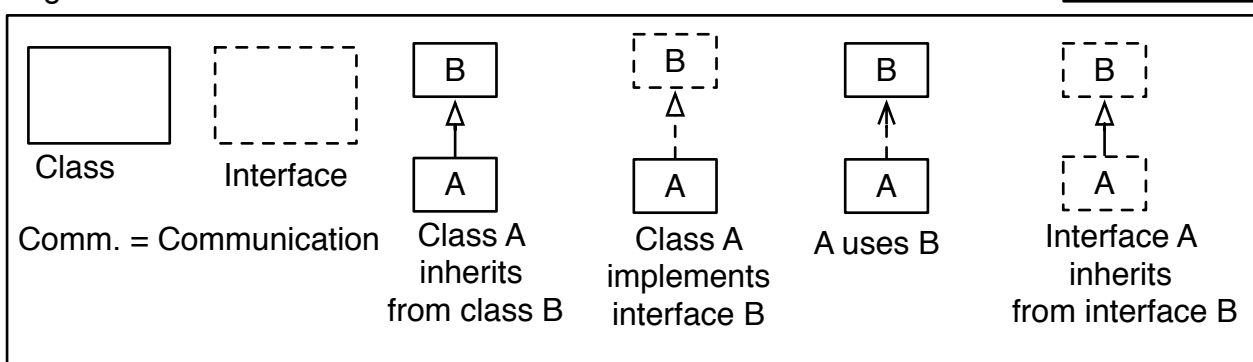 B
B
B
B
A
A
A
A
Class
Interface
Comm. = Communication
Class A
inherits
from class B
Class A
implements
interface B
A uses B
Interface A
inherits
from interface B